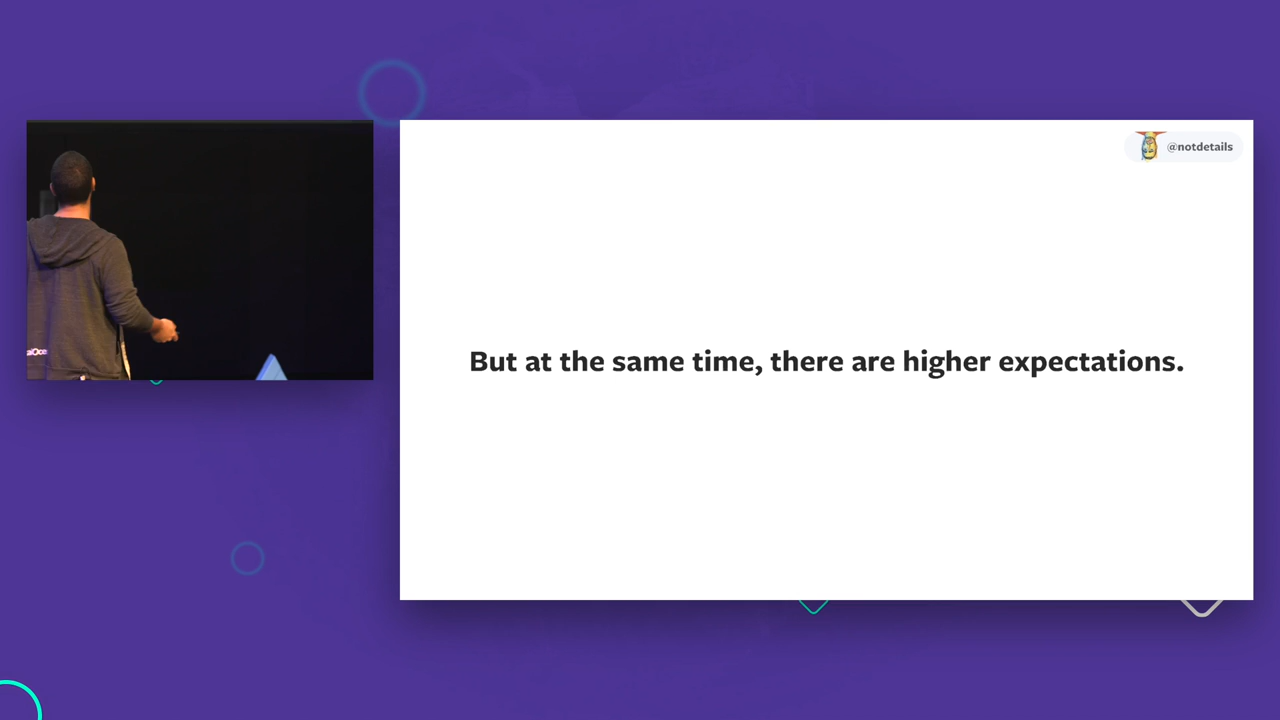 @notdetails
But at the same time, there are higher expectations.